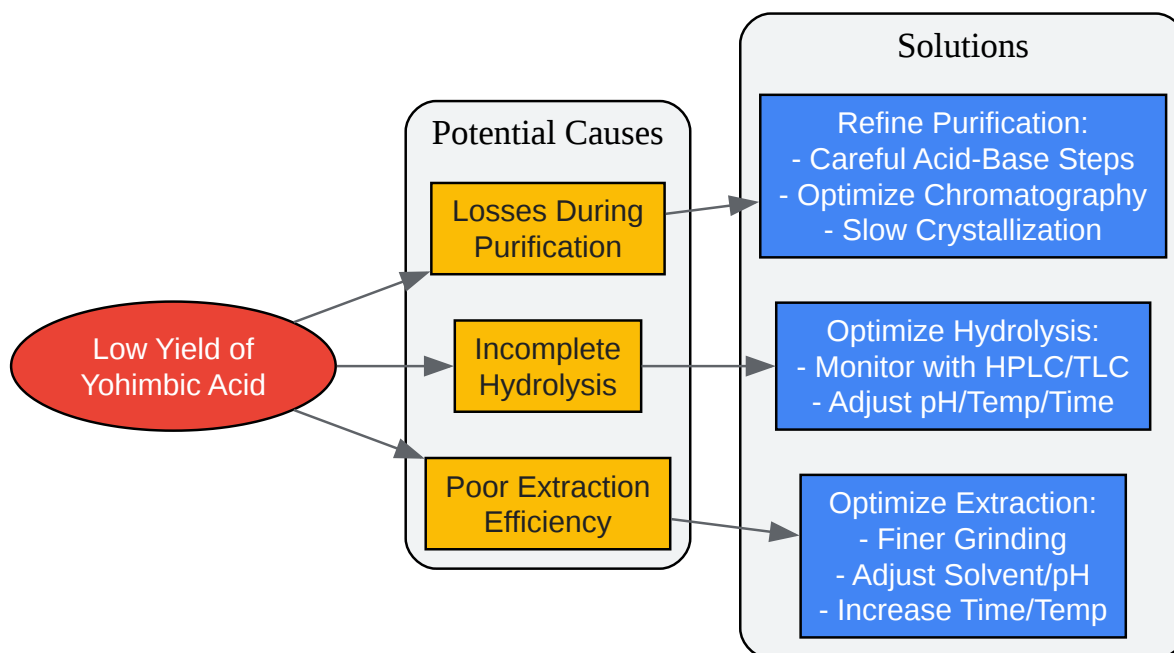 Low Yield of
Yohimbic Acid
Potential Causes
Losses During
Purification
Incomplete
Hydrolysis
Poor Extraction
Efficiency
Solutions
Refine Purification:
- Careful Acid-Base Steps
- Optimize Chromatography
- Slow Crystallization
Optimize Hydrolysis:
- Monitor with HPLC/TLC
- Adjust pH/Temp/Time
Optimize Extraction:
- Finer Grinding
- Adjust Solvent/pH
- Increase Time/Temp